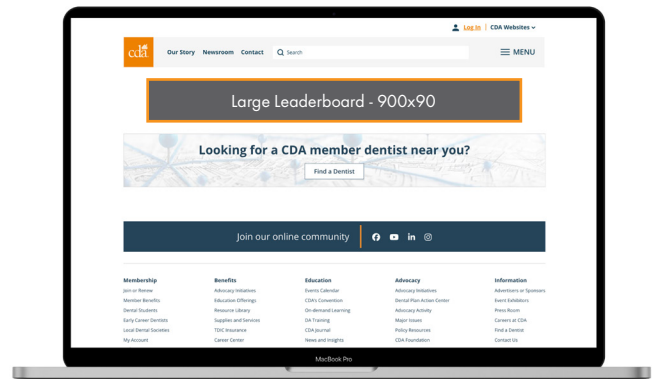 Log In | CDA Websites
cda
Our Story Newsroom Contact Search MENU
Large Leaderboard - 900x90
Looking for a CDA member dentist near you?
Find a Dentist
Join our online community
Membership Benefits Education Advocacy Information
Join or Renew Advocacy Initiatives Events Calendar Advocacy Initiatives Advertisers or Sponsors
Member Benefits Education Offerings CDA's Convention Dental Plan Action Center Event Exhibitors
Dental Students Resource Library On-demand Learning Advocacy Activity Press Room
Early Career Dentists Supplies and Services DA Training Major Issues Careers at CDA
Local Dental Societies TDIC Insurance CDA Journal Policy Resources Find a Dentist
My Account Career Center News and Insights CDA Foundation Contact Us
MacBook Pro